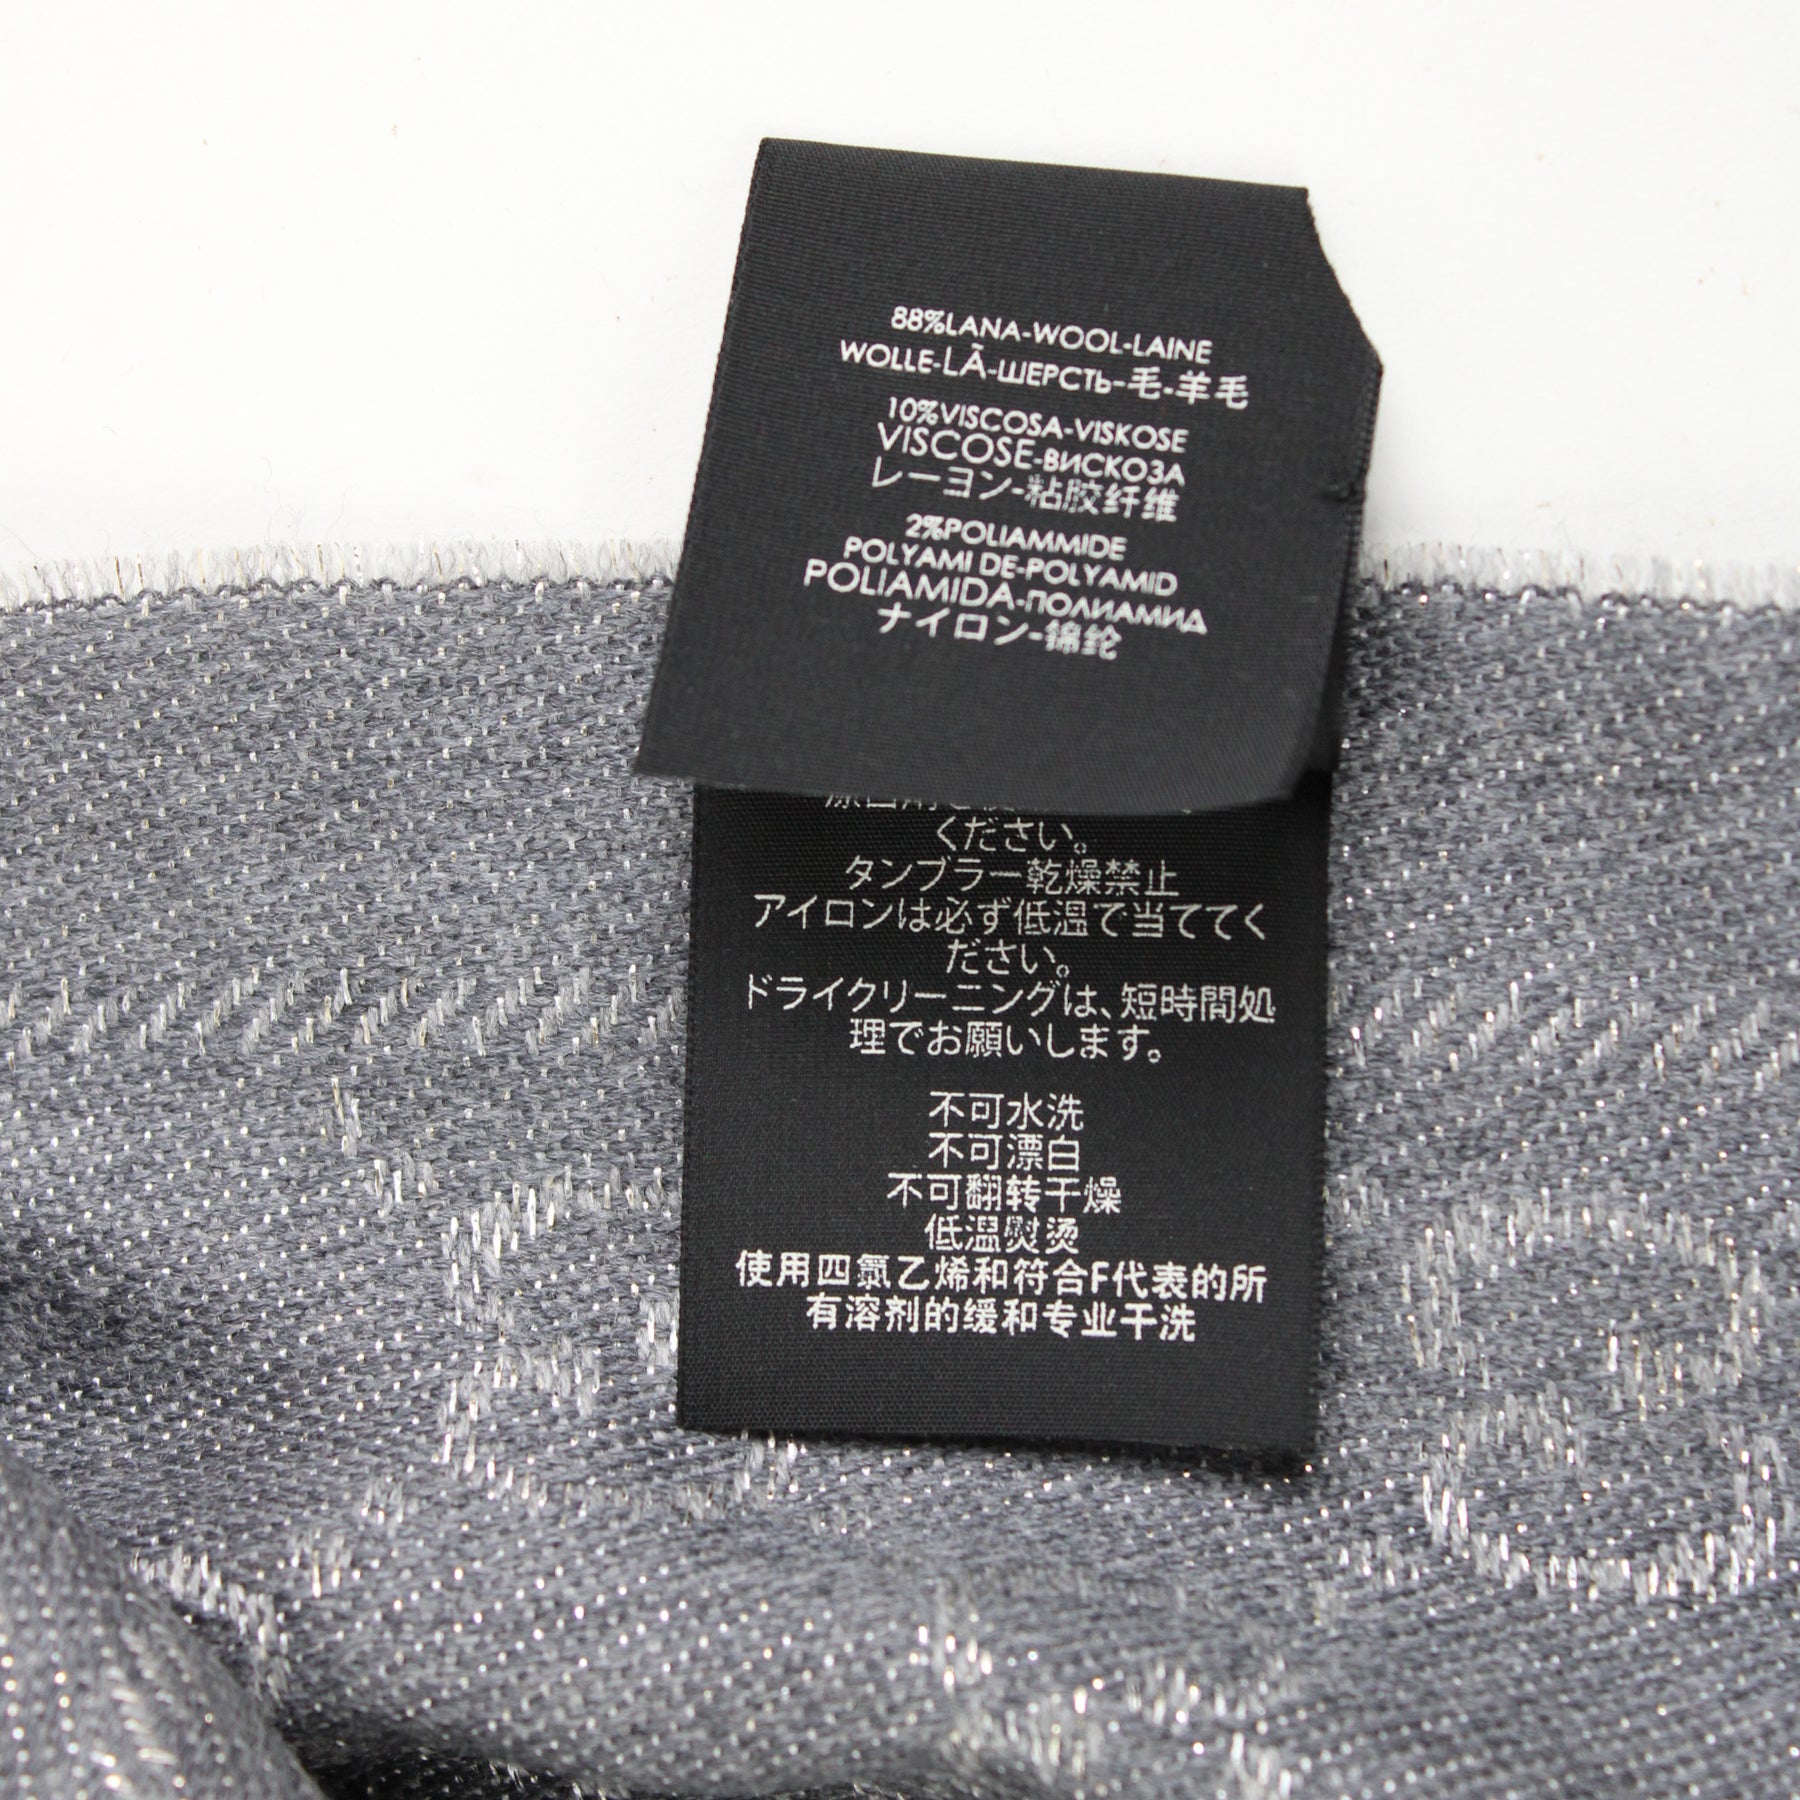 88%LANA-WOOL-LAINE
WOLLE-LÃ-ШЕРСТЬ-毛-羊毛
10%VISCOSA-VISKOSE
VISCOSE-ВИСКОЗА
レーヨン-粘胶纤维
2%POLIAMMIDE
POLYAMI DE-POLYAMID
POLIAMIDA-ПОЛИАМИД
ナイロン-锦纶
ください。
タンブラー乾燥禁止
アイロンは必ず低温で当ててく
ださい。
ドライクリーニングは、短時間処
理でお願いします。
不可水洗
不可漂白
不可翻转干燥
低温熨烫
使用四氯乙烯和符合F代表的所
有溶剂的缓和专业干洗